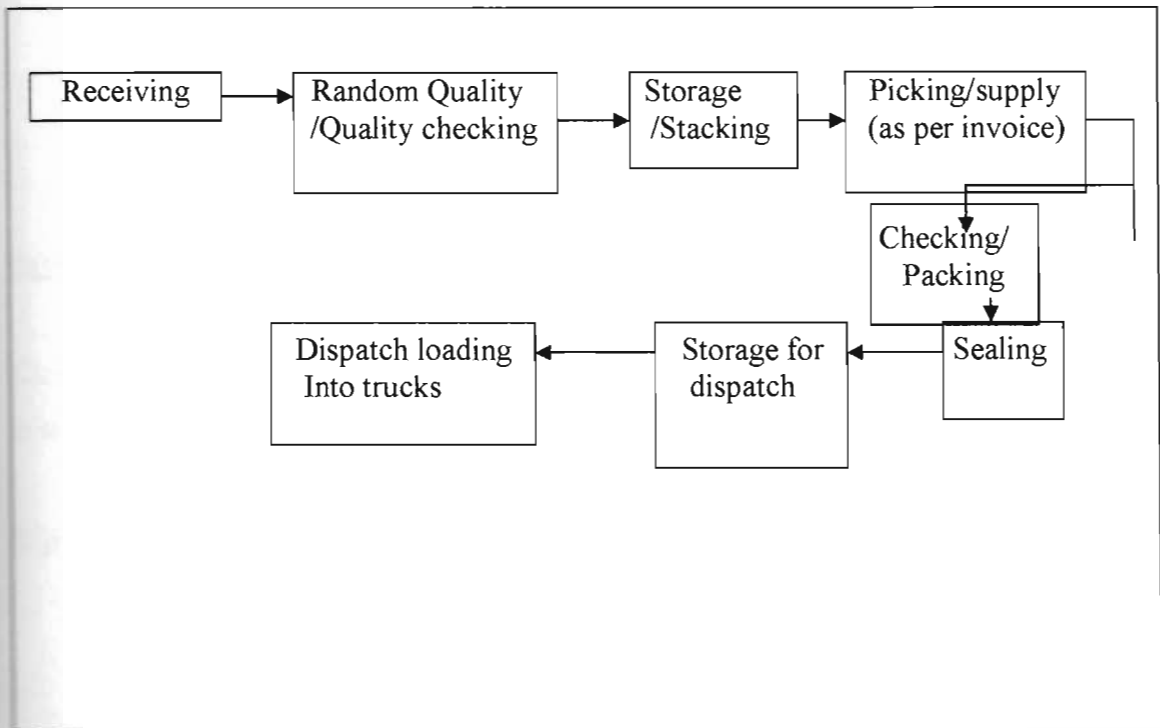 Receiving
Random Quality
/Quality checking
Storage
/Stacking
Picking/supply
(as per invoice)
Checking/
Packing
Sealing
Storage for
dispatch
Dispatch loading
Into trucks